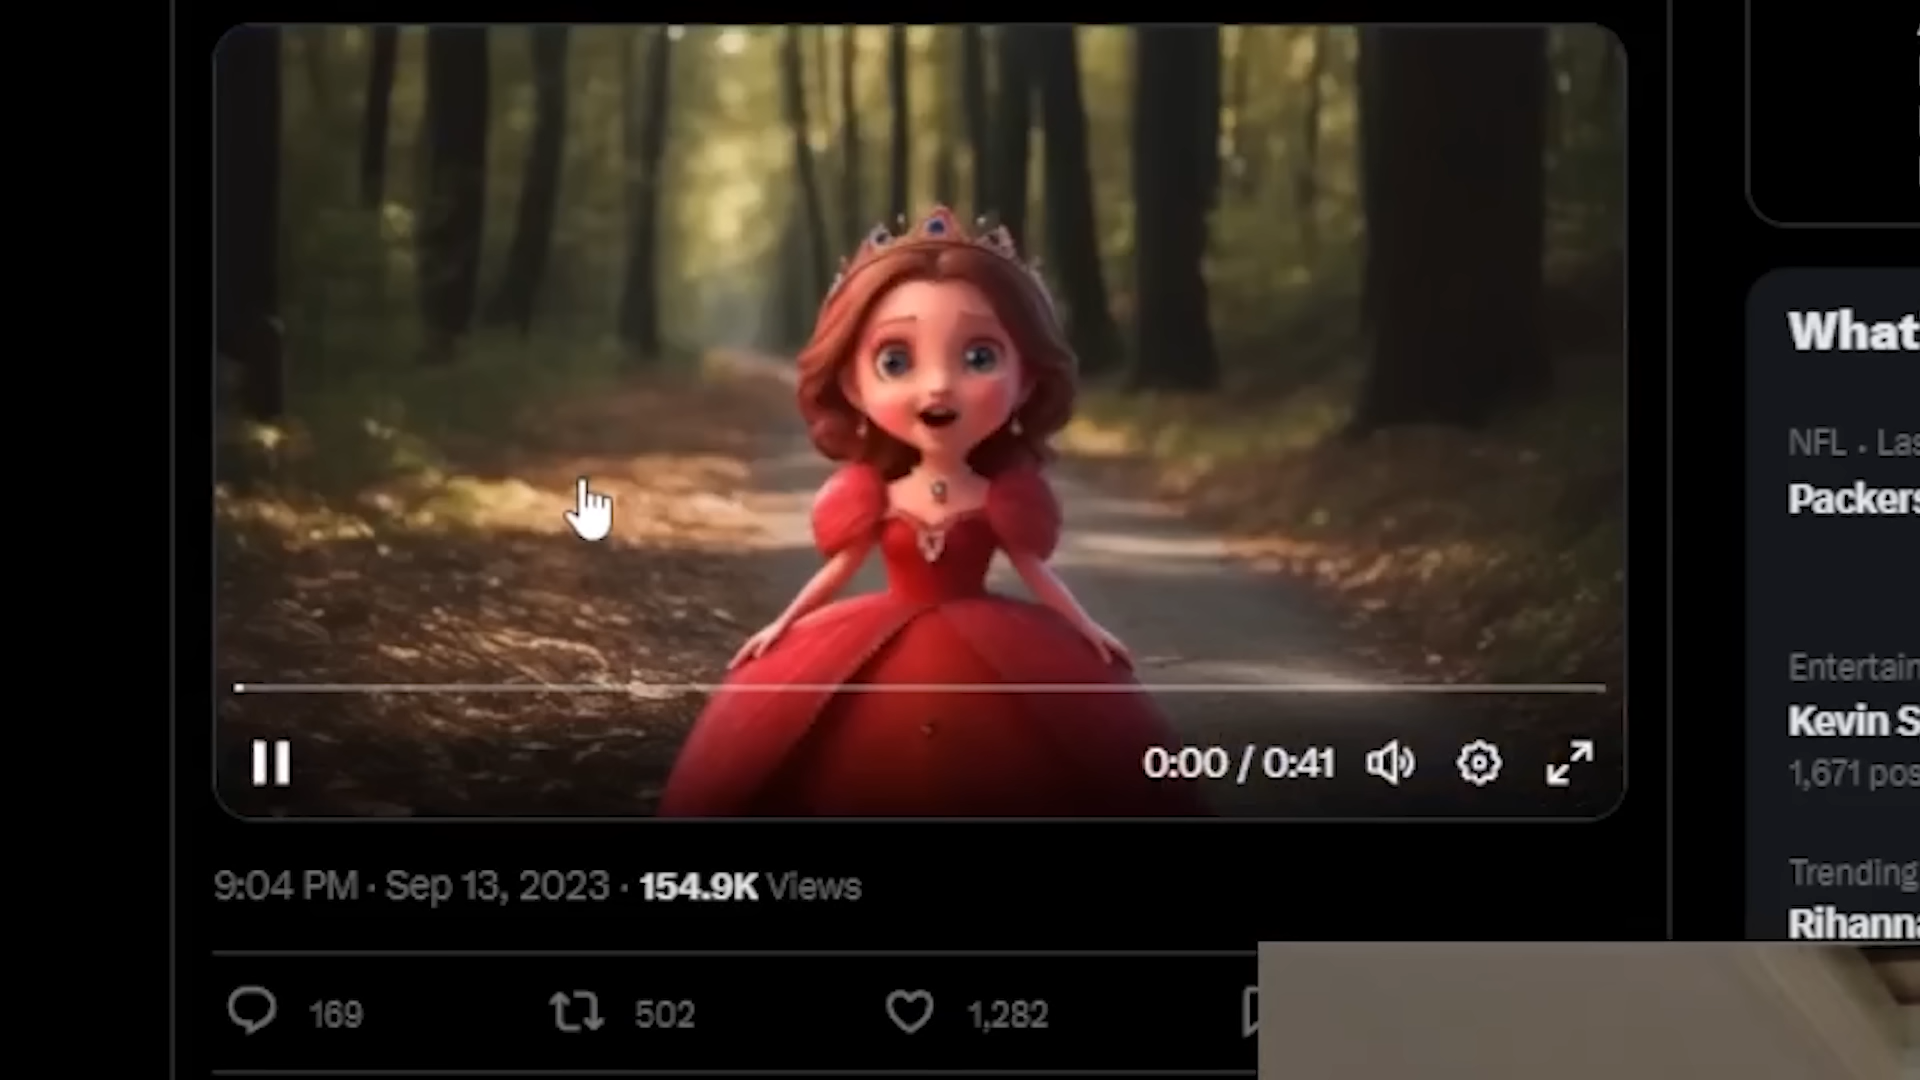 0:00 / 0:41
9:04 PM · Sep 13, 2023 · 154.9K Views
169
502
1,282
What
NFL · Las
Packers
Entertain
Kevin S
1,671 pos
Trending
Rihanna